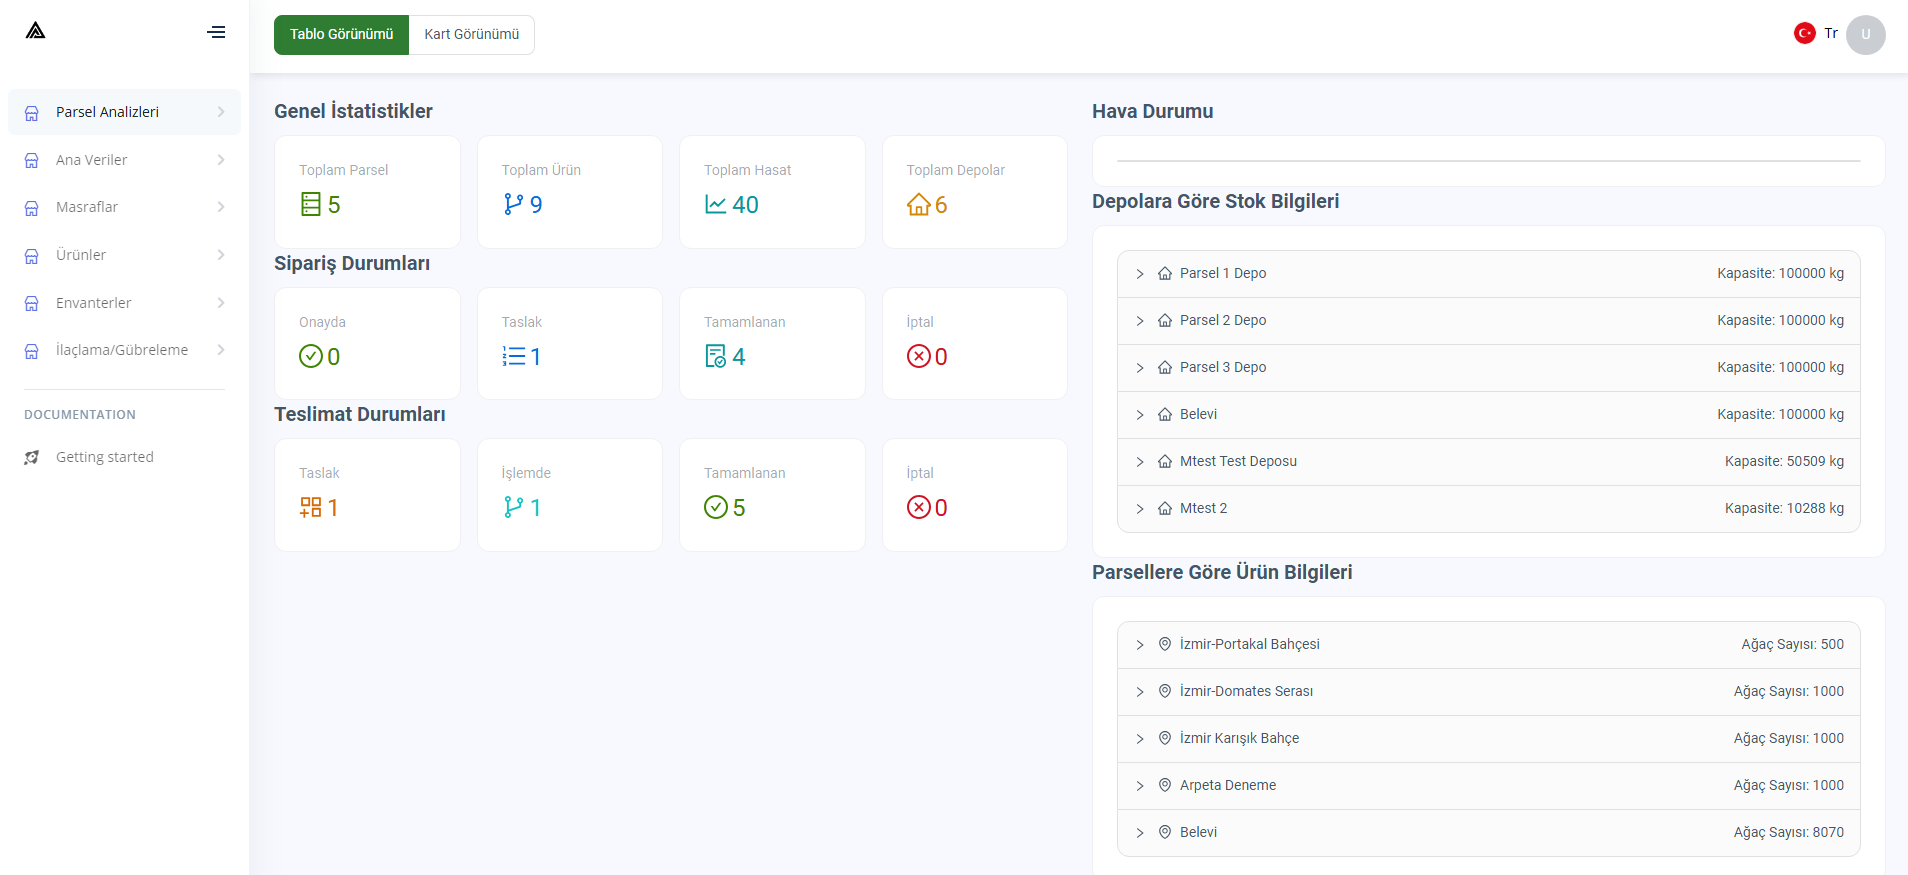 Tablo Görünümü
Kart Görünümü
Tr
U
Parsel Analizleri
Ana Veriler
Masraflar
Ürünler
Envanterler
İlaçlama/Gübreleme
DOCUMENTATION
Getting started
Genel İstatistikler
Toplam Parsel
5
Toplam Ürün
9
Toplam Hasat
40
Toplam Depolar
6
Sipariş Durumları
Onayda
0
Taslak
1
Tamamlanan
4
İptal
0
Teslimat Durumları
Taslak
1
İşlemde
1
Tamamlanan
5
İptal
0
Hava Durumu
Depolara Göre Stok Bilgileri
Parsel 1 Depo Kapasite: 100000 kg
Parsel 2 Depo Kapasite: 100000 kg
Parsel 3 Depo Kapasite: 100000 kg
Belevi Kapasite: 100000 kg
Mtest Test Deposu Kapasite: 50509 kg
Mtest 2 Kapasite: 10288 kg
Parsellere Göre Ürün Bilgileri
İzmir-Portakal Bahçesi Ağaç Sayısı: 500
İzmir-Domates Serası Ağaç Sayısı: 1000
İzmir Karışık Bahçe Ağaç Sayısı: 1000
Arpeta Deneme Ağaç Sayısı: 1000
Belevi Ağaç Sayısı: 8070